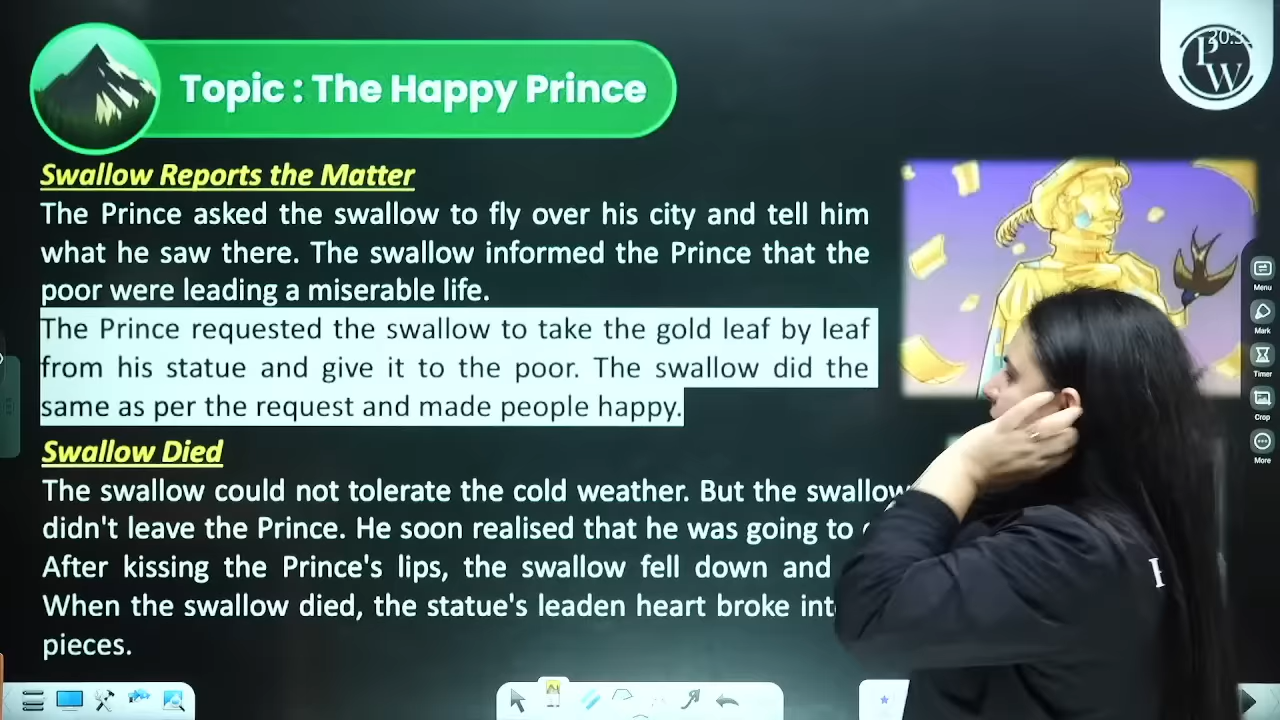 Topic : The Happy Prince
PW
Swallow Reports the Matter
The Prince asked the swallow to fly over his city and tell him
what he saw there. The swallow informed the Prince that the
poor were leading a miserable life.
The Prince requested the swallow to take the gold leaf by leaf
from his statue and give it to the poor. The swallow did the
same as per the request and made people happy.
Swallow Died
The swallow could not tolerate the cold weather. But the swallow
didn't leave the Prince. He soon realised that he was going to
After kissing the Prince's lips, the swallow fell down and
When the swallow died, the statue's leaden heart broke
pieces.
Menu
Mark
Timer
Crop
More
I